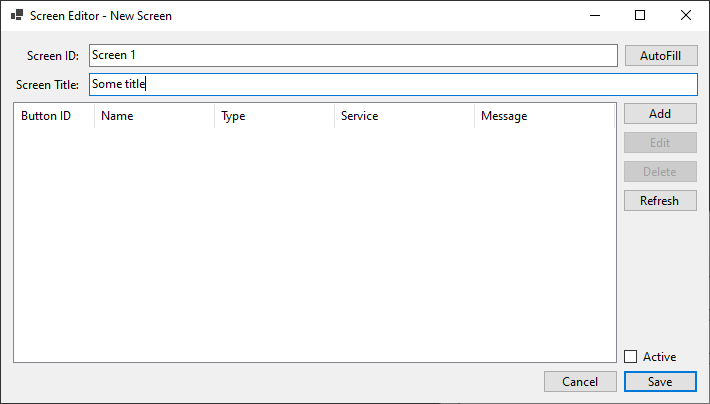 Screen Editor - New Screen
Screen ID: Screen 1 AutoFill
Screen Title: Some title
Button ID Name Type Service Message Add
Edit
Delete
Refresh
Active
Cancel Save